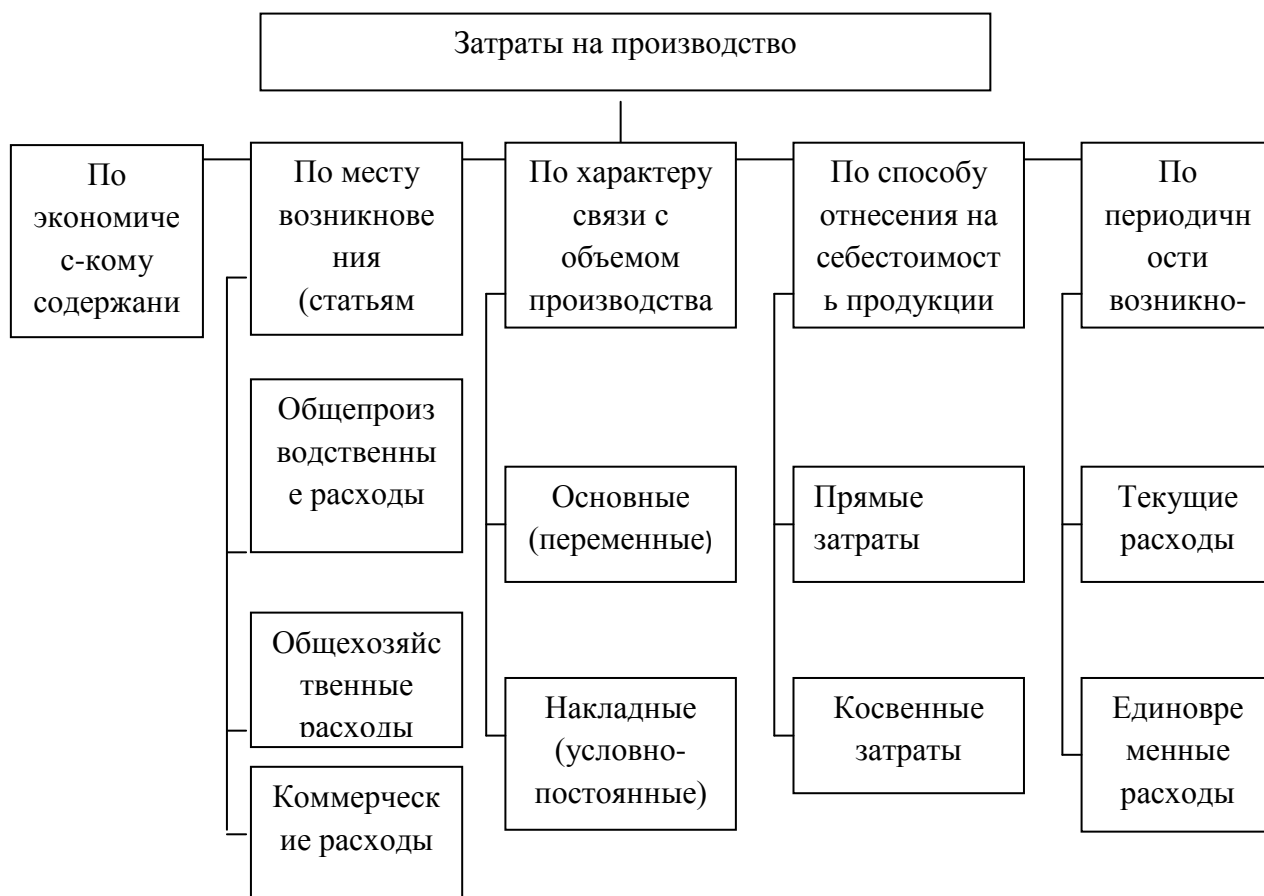 Затраты на производство
По
экономиче
с-кому
содержани
По месту
возникнове
ния
(статьям
По характеру
связи с
объемом
производства
По способу
отнесения на
себестоимост
ь продукции
По
периодичн
ости
возникно-
Общепроиз
водственны
е расходы
Основные
(переменные)
Прямые
затраты
Текущие
расходы
Общехозяйс
твенные
расходы
Накладные
(условно-
постоянные)
Косвенные
затраты
Единовре
менные
расходы
Коммерческ
ие расходы